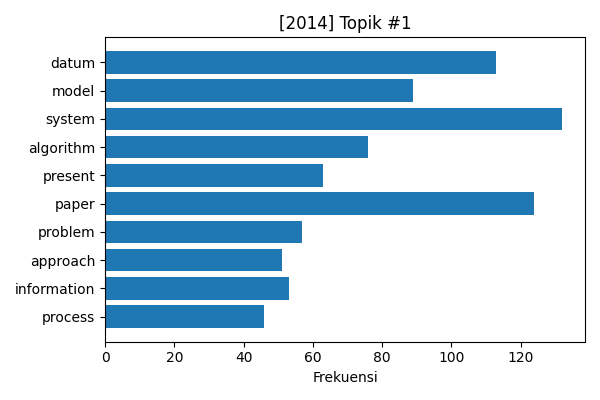 [2014] Topik #1
datum
model
system
algorithm
present
paper
problem
approach
information
process
0 20 40 60 80 100 120
Frekuensi